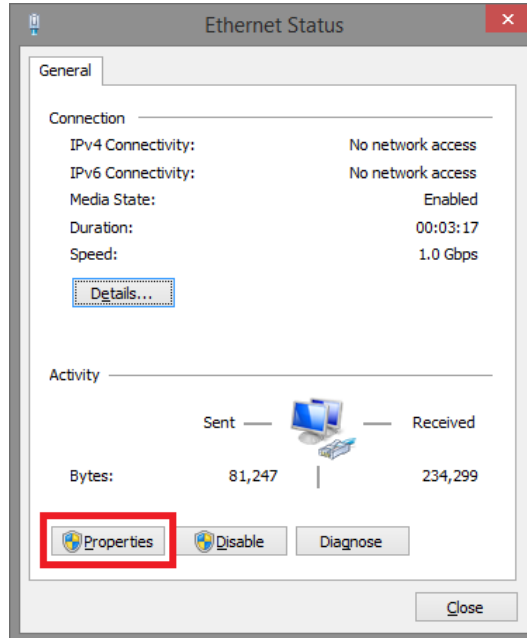 Ethernet Status
General
Connection
IPv4 Connectivity: No network access
IPv6 Connectivity: No network access
Media State: Enabled
Duration: 00:03:17
Speed: 1.0 Gbps
Details...
Activity
Sent Received
Bytes: 81,247 234,299
Properties Disable Diagnose
Close